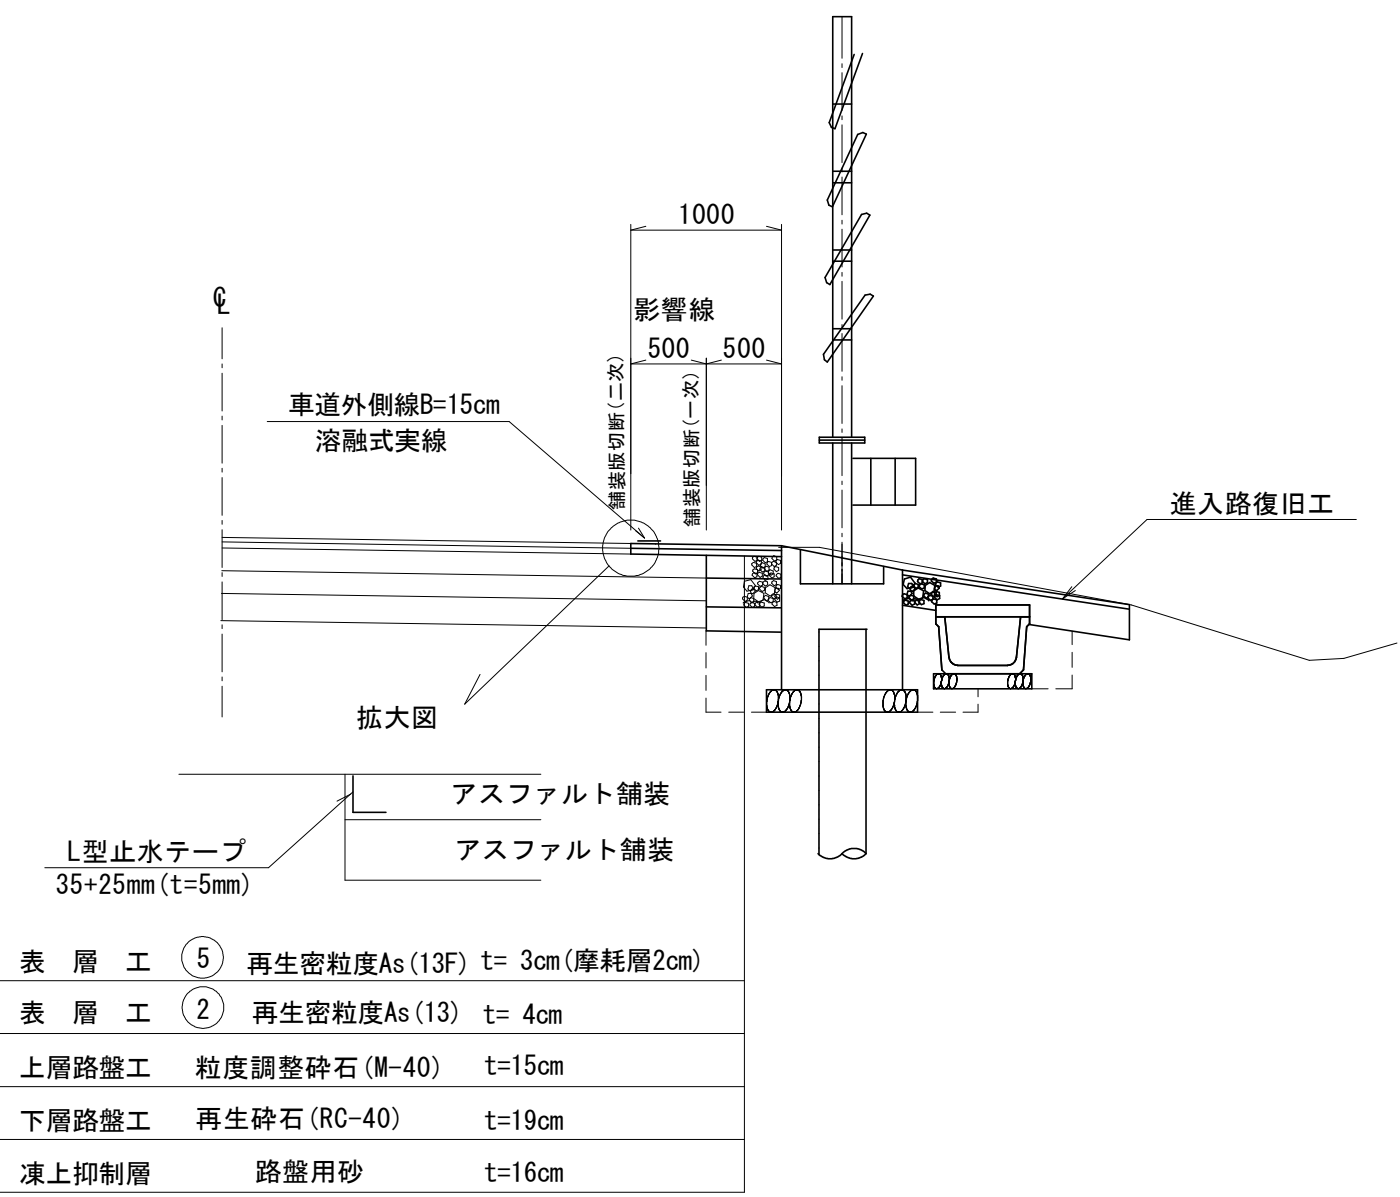 1000
℄
影響線
500
500
舗装版切断(二次)
舗装版切断(一次)
車道外側線B=15cm
溶融式実線
進入路復旧工
拡大図
アスファルト舗装
アスファルト舗装
L型止水テープ
35+25mm(t=5mm)
表 層 工 ⑤ 再生密粒度As(13F) t= 3cm(摩耗層2cm)
表 層 工 ② 再生密粒度As(13) t= 4cm
上層路盤工 粒度調整砕石(M-40) t=15cm
下層路盤工 再生砕石(RC-40) t=19cm
凍上抑制層 路盤用砂 t=16cm